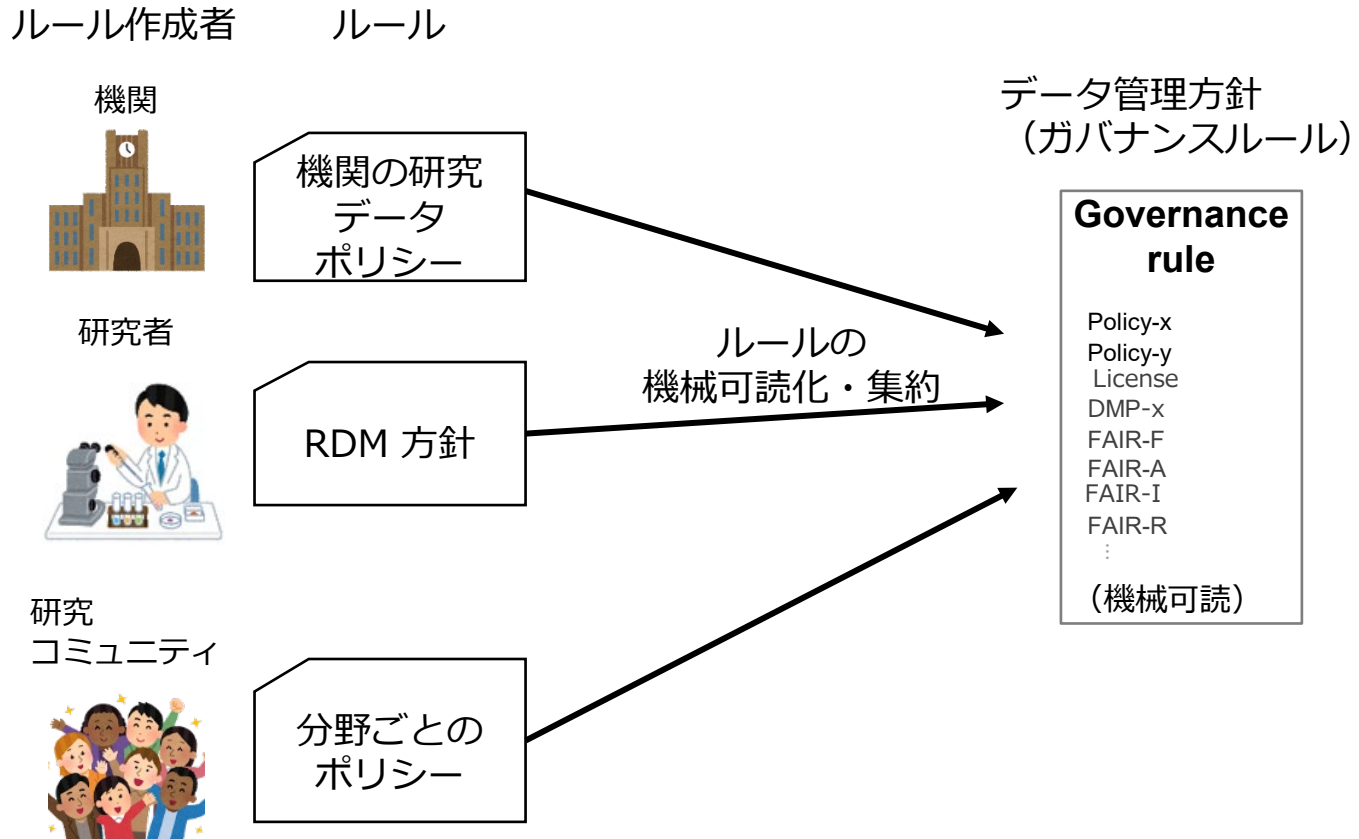 ルール作成者
ルール
機関
機関の研究
データ
ポリシー
研究者
RDM 方針
研究
コミュニティ
分野ごとの
ポリシー
ルールの
機械可読化・集約
データ管理方針
（ガバナンスルール）
Governance
rule
Policy-x
Policy-y
License
DMP-x
FAIR-F
FAIR-A
FAIR-I
FAIR-R
⋮
（機械可読）